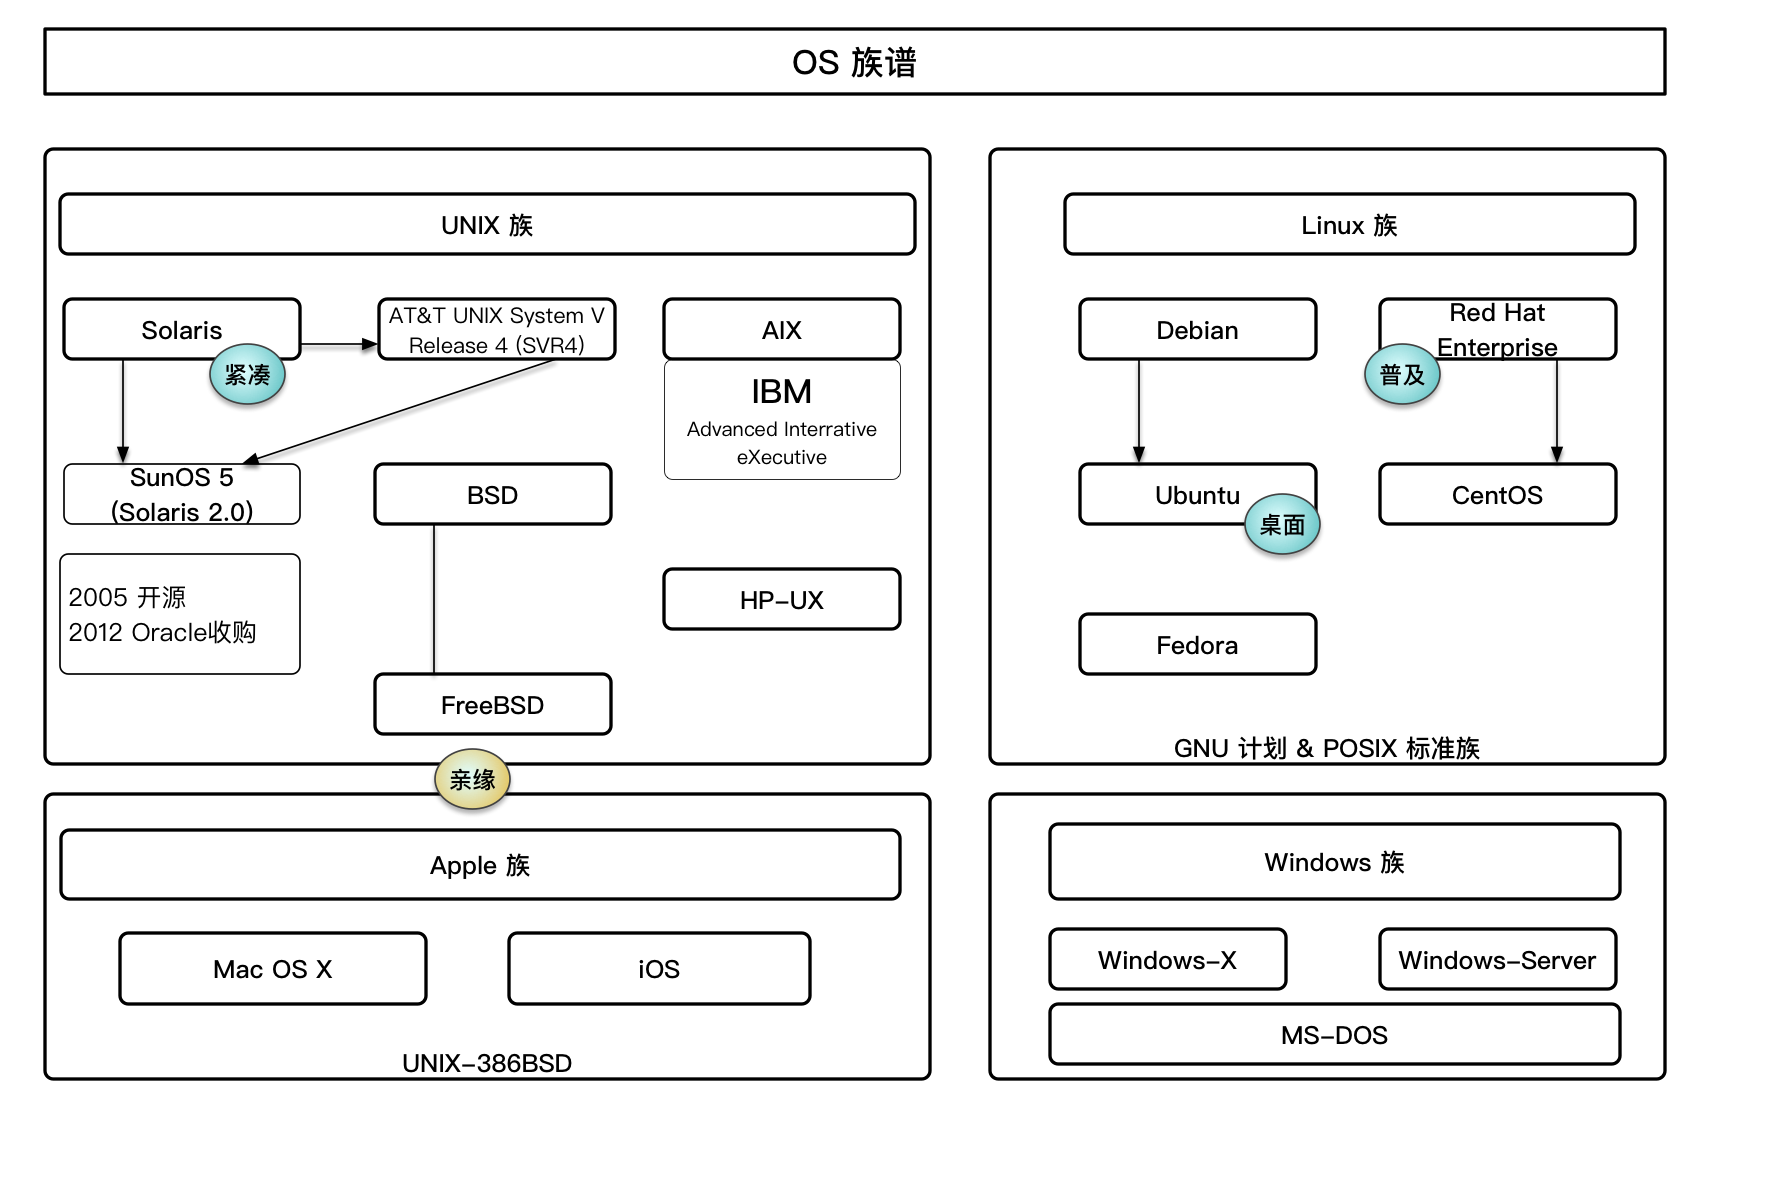 OS 族谱
UNIX 族
Solaris
紧凑
AT&T UNIX System V
Release 4 (SVR4)
AIX
IBM
Advanced Interrative
eXecutive
SunOS 5
(Solaris 2.0)
BSD
2005 开源
2012 Oracle收购
HP-UX
FreeBSD
Linux 族
Debian
Red Hat
Enterprise
普及
Ubuntu
桌面
CentOS
Fedora
GNU 计划 & POSIX 标准族
亲缘
Apple 族
Mac OS X
iOS
UNIX-386BSD
Windows 族
Windows-X
Windows-Server
MS-DOS